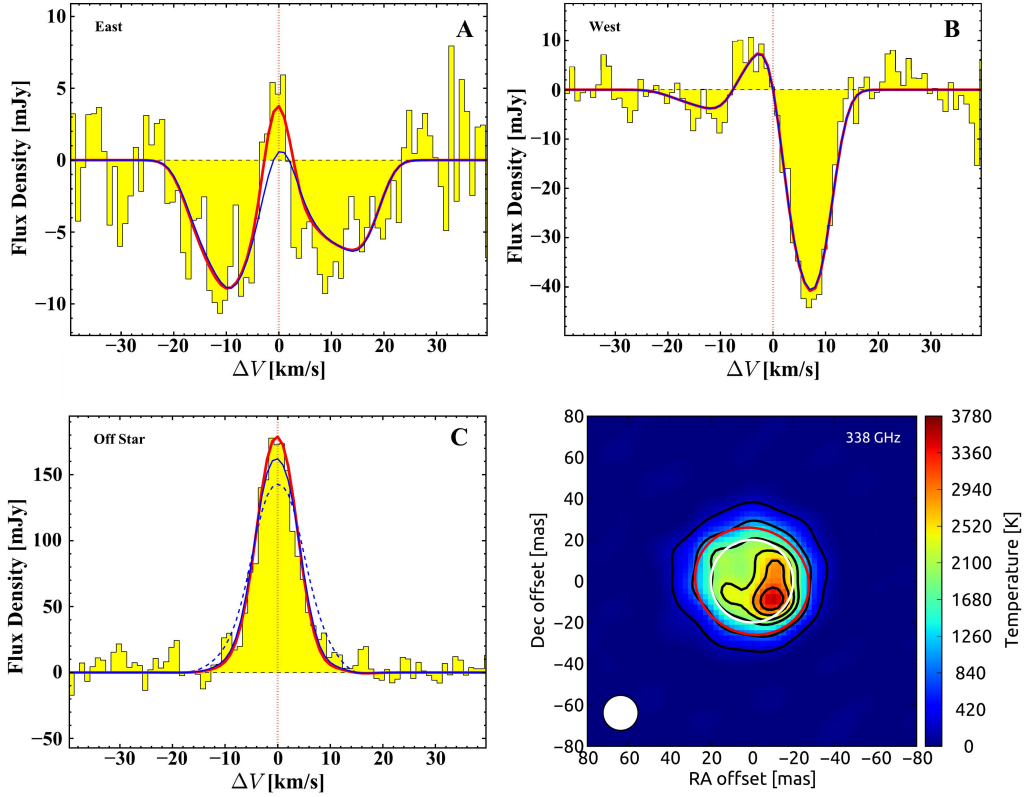 East
A
10
5
0
−5
−10
Flux Density [mJy]
−30 −20 −10 0 10 20 30
ΔV [km/s]
West
B
10
0
−10
−20
−30
−40
Flux Density [mJy]
−30 −20 −10 0 10 20 30
ΔV [km/s]
Off Star
C
150
100
50
0
−50
Flux Density [mJy]
−30 −20 −10 0 10 20 30
ΔV [km/s]
338 GHz
80
60
40
20
0
−20
−40
−60
−80
Dec offset [mas]
80 60 40 20 0 −20 −40 −60 −80
RA offset [mas]
3780
3360
2940
2520
2100
1680
1260
840
420
0
Temperature [K]